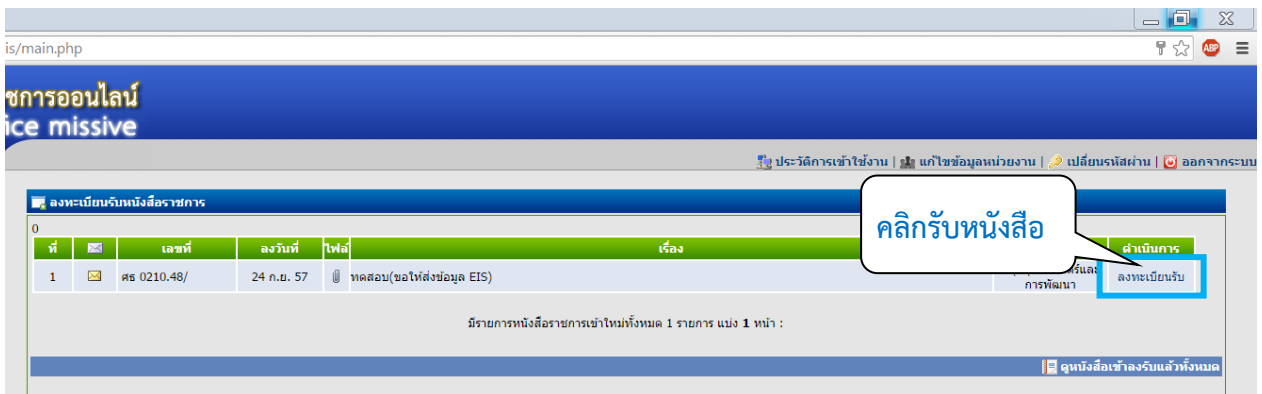 is/main.php
ABP
ชการออนไลน์
ice missive
ประวัติการเข้าใช้งาน | แก้ไขข้อมูลหน่วยงาน | เปลี่ยนรหัสผ่าน | ออกจากระบบ
ลงทะเบียนรับหนังสือราชการ
คลิกรับหนังสือ
0
ที่ เลขที่ ลงวันที่ ไฟล์ เรื่อง ดำเนินการ
1 ศธ 0210.48/ 24 ก.ย. 57 ทดสอบ(ขอให้ส่งข้อมูล EIS) ร์และ ลงทะเบียนรับ
การพัฒนา
มีรายการหนังสือราชการเข้าใหม่ทั้งหมด 1 รายการ แบ่ง 1 หน้า :
ดูหนังสือเข้าลงรับแล้วทั้งหมด